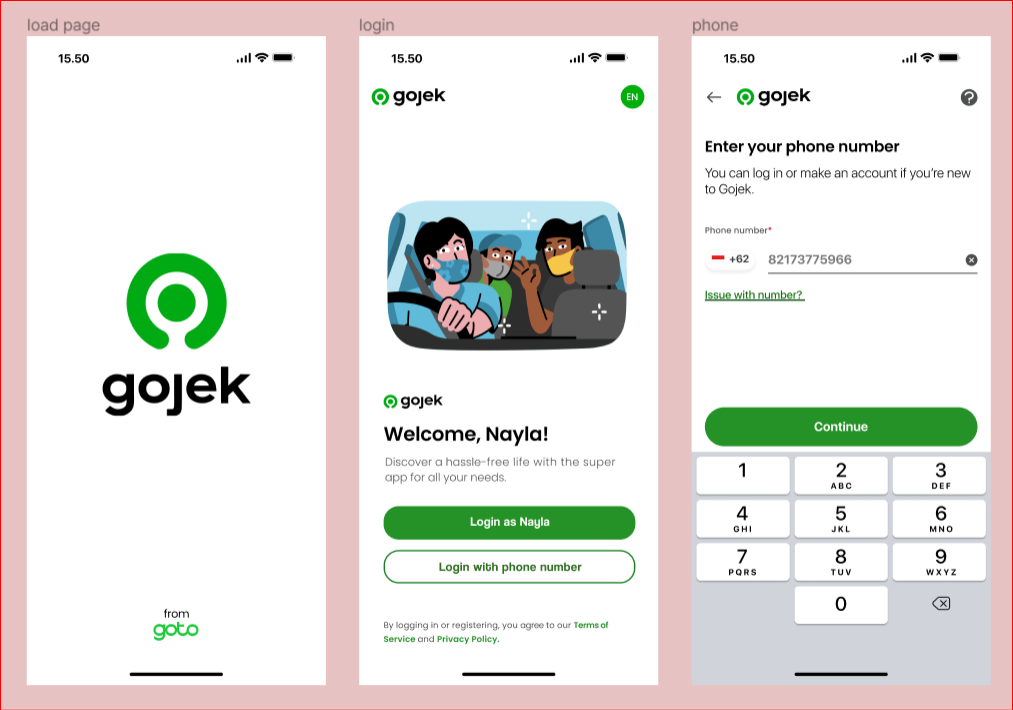 load page
15.50
gojek
from
goto
login
15.50
gojek
EN
gojek
Welcome, Nayla!
Discover a hassle-free life with the super
app for all your needs.
Login as Nayla
Login with phone number
By logging in or registering, you agree to our Terms of
Service and Privacy Policy.
phone
15.50
gojek
?
Enter your phone number
You can log in or make an account if you're new
to Gojek.
Phone number*
+62 82173775966
Issue with number?
Continue
1 2 3
ABC DEF
4 5 6
GHI JKL MNO
7 8 9
PQRS TUV WXYZ
0